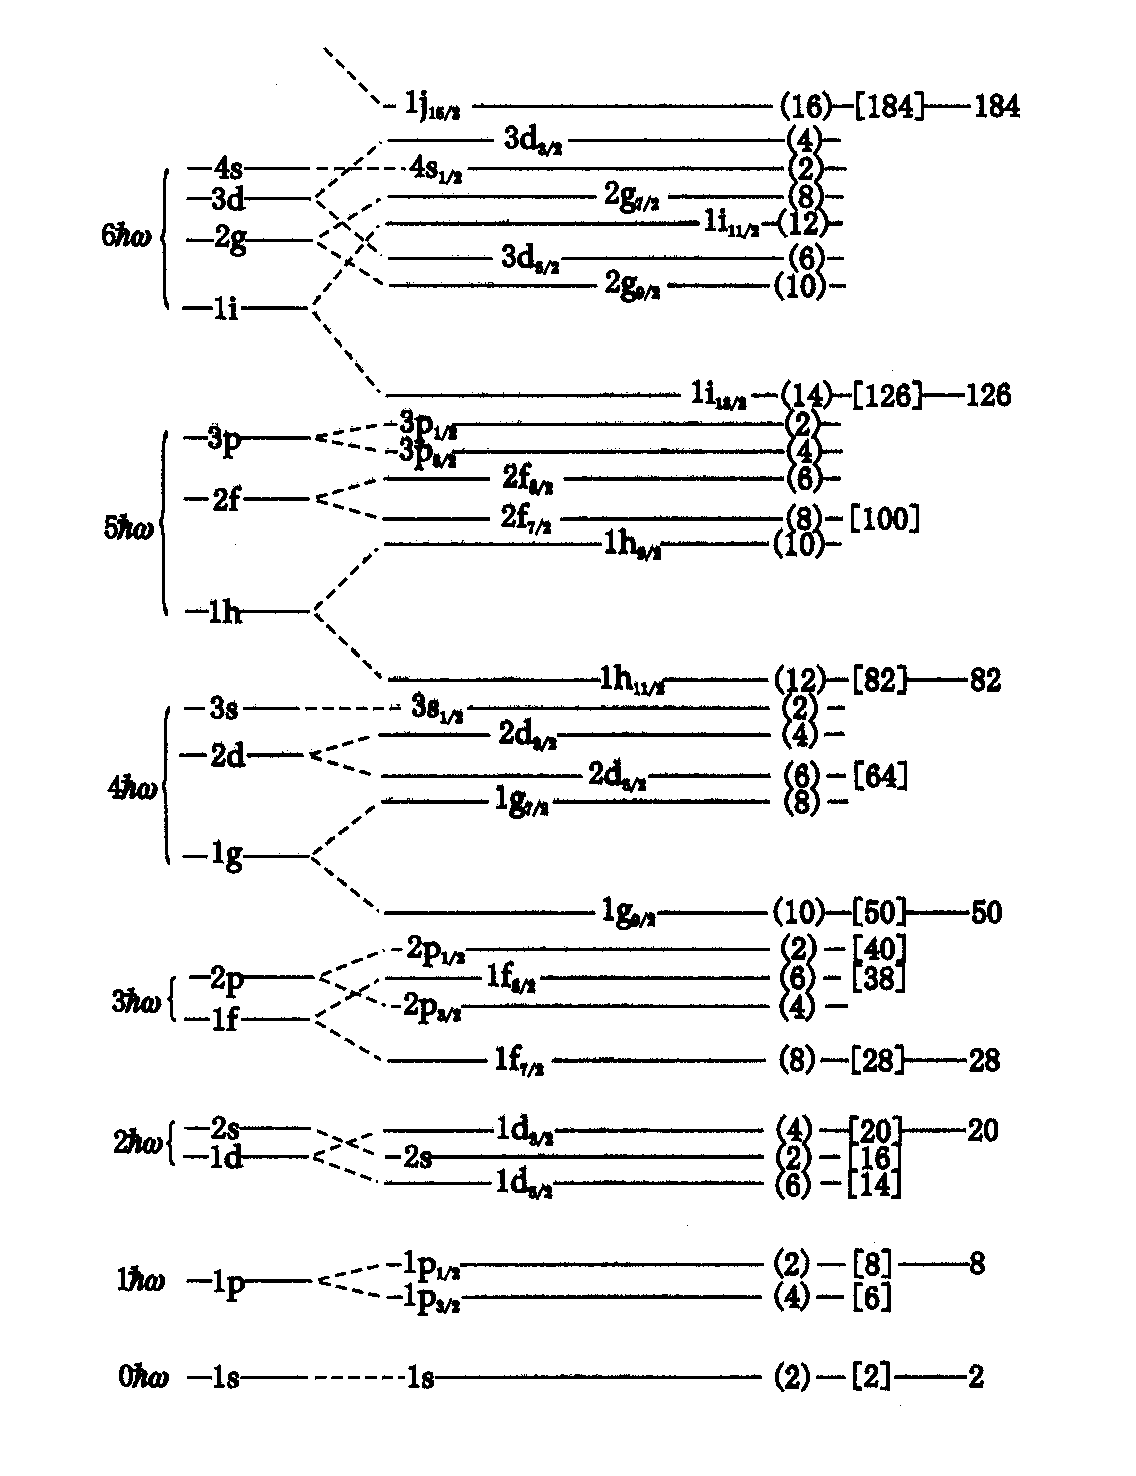 1j15/2 (16) [184] 184
3d3/2 (4)
4s 4s1/2 (2)
3d 2g7/2 (8)
6ħω 2g 1i11/2 (12)
3d5/2 (6)
2g9/2 (10)
1i
1i13/2 (14) [126] 126
3p 3p1/2 (2)
3p3/2 (4)
2f 2f5/2 (6)
5ħω 2f7/2 (8) [100]
1h9/2 (10)
1h
1h11/2 (12) [82] 82
3s 3s1/2 (2)
2d 2d3/2 (4)
4ħω 2d5/2 (6) [64]
1g7/2 (8)
1g
1g9/2 (10) [50] 50
2p1/2 (2) [40]
2p 1f5/2 (6) [38]
3ħω 2p3/2 (4)
1f
1f7/2 (8) [28] 28
2s 1d3/2 (4) [20] 20
2ħω 1d 2s (2) [16]
1d5/2 (6) [14]
1p1/2 (2) [8] 8
1ħω 1p 1p3/2 (4) [6]
0ħω 1s 1s (2) [2] 2